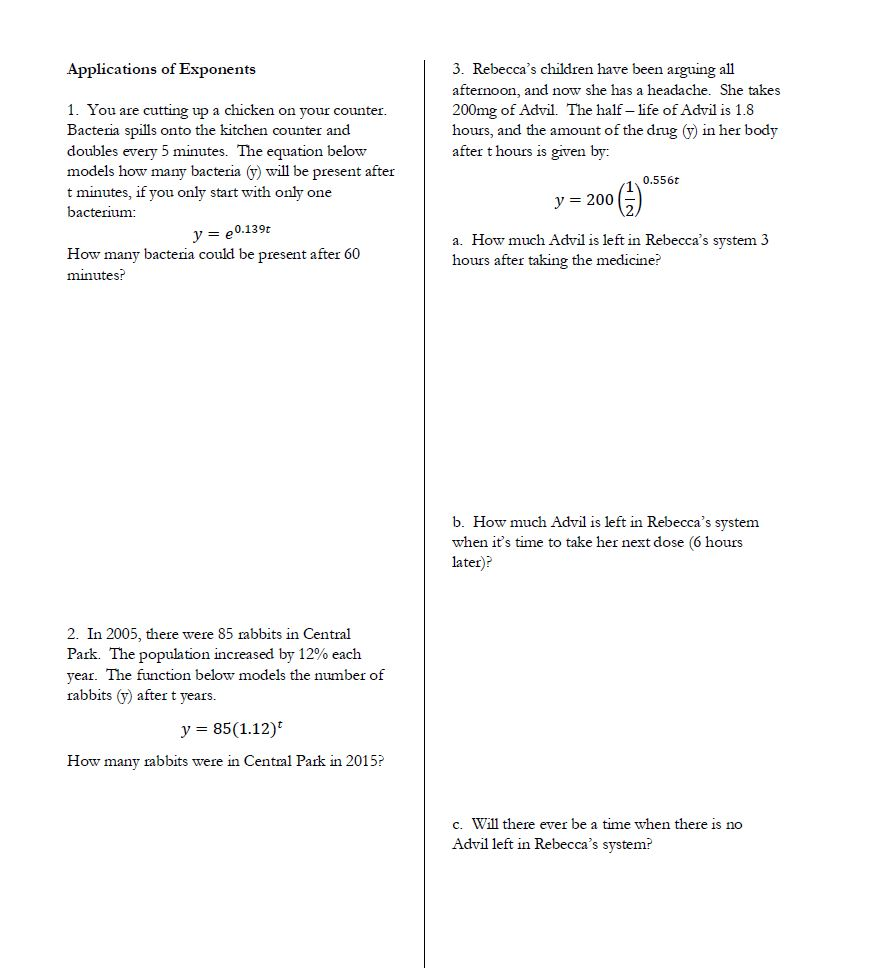 Applications of Exponents
1. You are cutting up a chicken on your counter.
Bacteria spills onto the kitchen counter and
doubles every 5 minutes. The equation below
models how many bacteria (y) will be present after
t minutes, if you only start with only one
bacterium:
y = e^0.139t
How many bacteria could be present after 60
minutes?
2. In 2005, there were 85 rabbits in Central
Park. The population increased by 12% each
year. The function below models the number of
rabbits (y) after t years.
y = 85(1.12)^t
How many rabbits were in Central Park in 2015?
3. Rebecca's children have been arguing all
afternoon, and now she has a headache. She takes
200mg of Advil. The half – life of Advil is 1.8
hours, and the amount of the drug (y) in her body
after t hours is given by:
y = 200(1/2)^0.556t
a. How much Advil is left in Rebecca's system 3
hours after taking the medicine?
b. How much Advil is left in Rebecca's system
when it's time to take her next dose (6 hours
later)?
c. Will there ever be a time when there is no
Advil left in Rebecca's system?